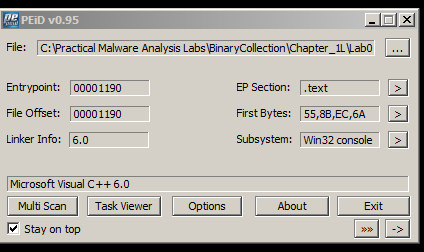 PEiD v0.95
File: C:\Practical Malware Analysis Labs\BinaryCollection\Chapter_1L\Lab0 ...
Entrypoint: 00001190 EP Section: .text >
File Offset: 00001190 First Bytes: 55,8B,EC,6A >
Linker Info: 6.0 Subsystem: Win32 console >
Microsoft Visual C++ 6.0
Multi Scan Task Viewer Options About Exit
Stay on top »» ->